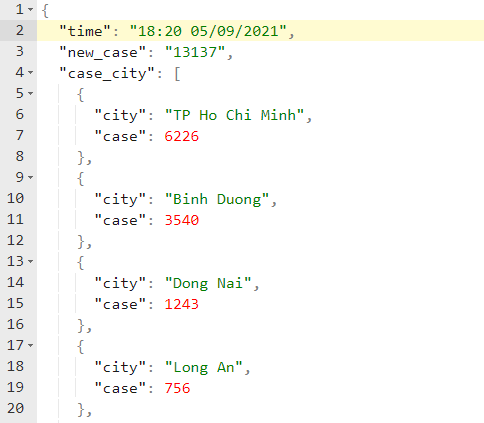 1 {
2 "time": "18:20 05/09/2021",
3 "new_case": "13137",
4 "case_city": [
5 {
6 "city": "TP Ho Chi Minh",
7 "case": 6226
8 },
9 {
10 "city": "Binh Duong",
11 "case": 3540
12 },
13 {
14 "city": "Dong Nai",
15 "case": 1243
16 },
17 {
18 "city": "Long An",
19 "case": 756
20 },